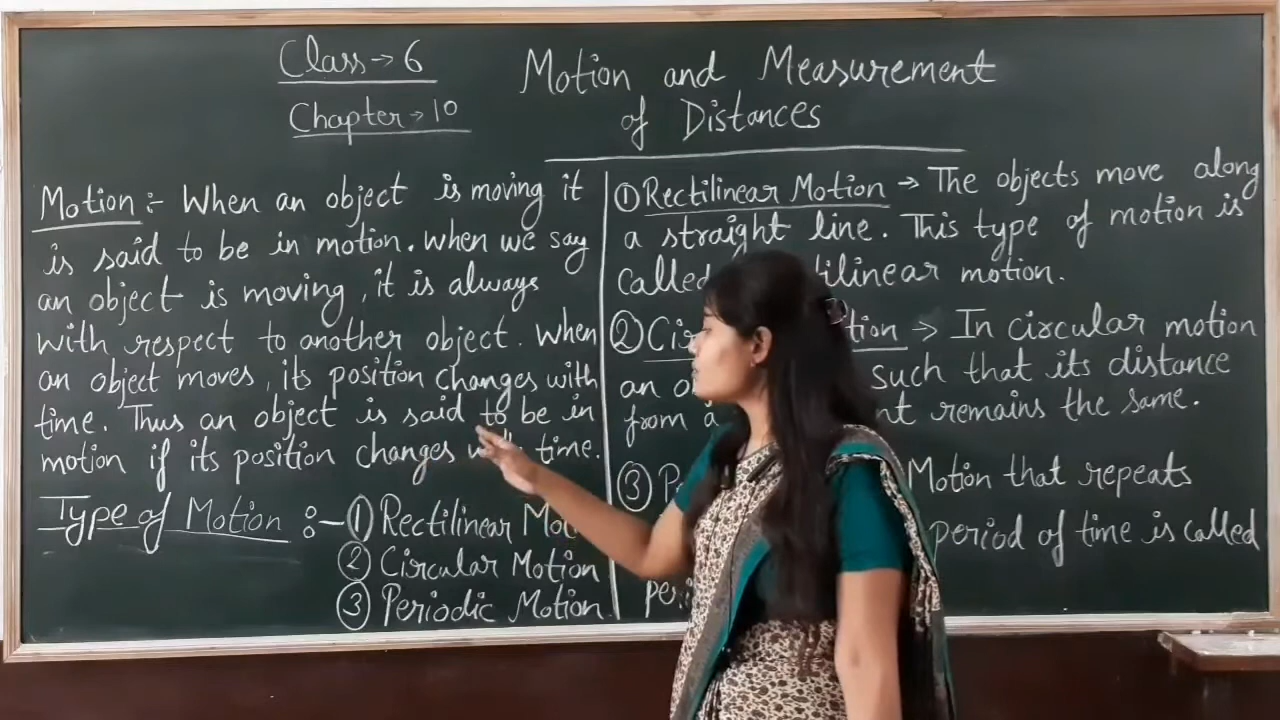 Class → 6
Chapter → 10
Motion and Measurement
of Distances
Motion :- When an object is moving it
is said to be in motion. When we say
an object is moving, it is always
with respect to another object. When
an object moves, its position changes with
time. Thus an object is said to be in
motion if its position changes time.
Type of Motion :- ① Rectilinear
② Circular Motion
③ Periodic Motion
① Rectilinear Motion → The objects move along
a straight line. This type of motion is
called motion.
② → In circular motion
an such that its distance
from a remains the same.
③ Motion that repeats
period of time is called